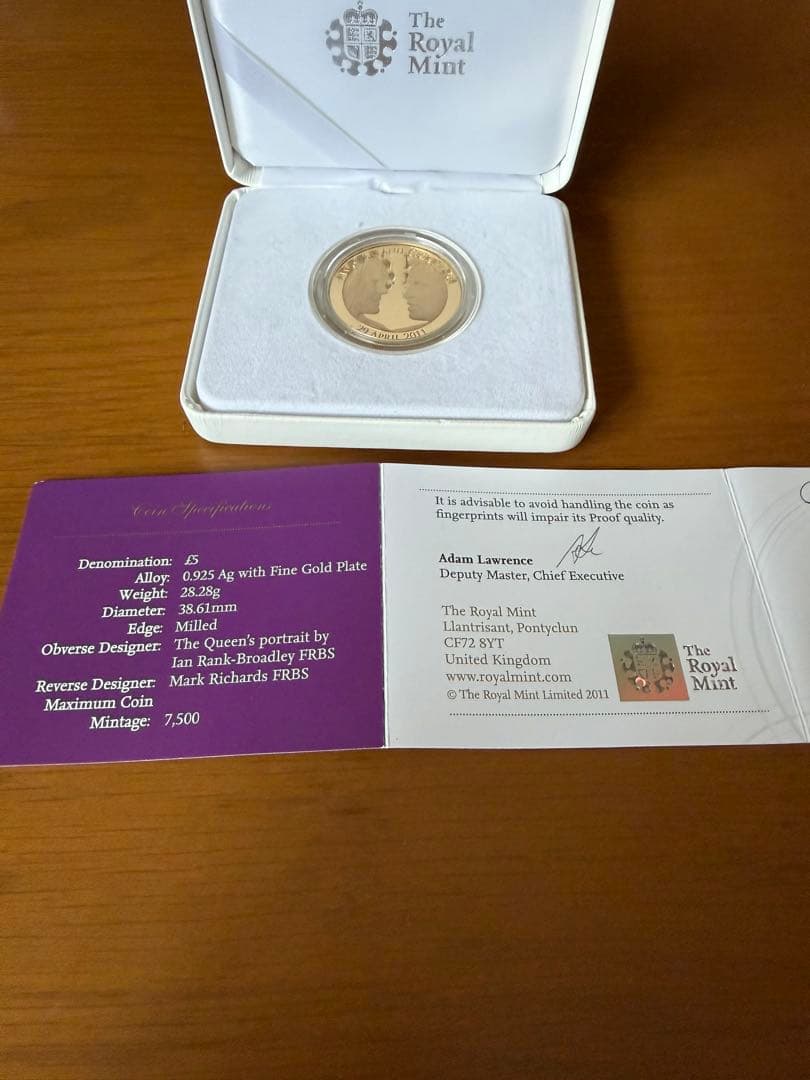 The
Royal
Mint
29 APRIL 2011
Coin Specifications
Denomination: £5
Alloy: 0.925 Ag with Fine Gold Plate
Weight: 28.28g
Diameter: 38.61mm
Edge: Milled
Obverse Designer: The Queen's portrait by
Ian Rank-Broadley FRBS
Reverse Designer: Mark Richards FRBS
Maximum Coin
Mintage: 7,500
It is advisable to avoid handling the coin as
fingerprints will impair its Proof quality.
Adam Lawrence
Deputy Master, Chief Executive
The Royal Mint
Llantrisant, Pontyclun
CF72 8YT
United Kingdom
www.royalmint.com
© The Royal Mint Limited 2011
The
Royal
Mint